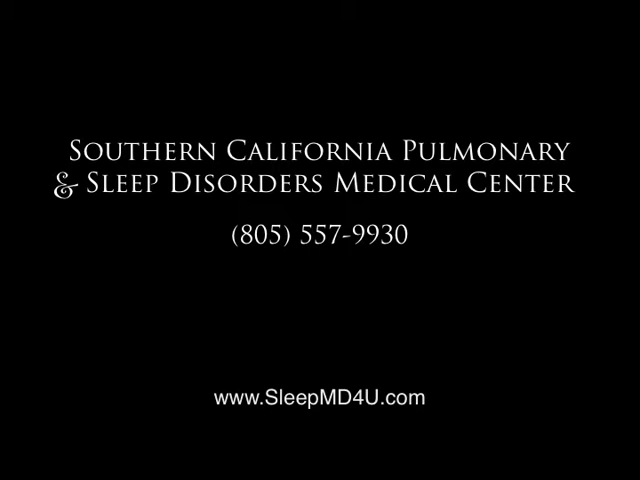 Southern California Pulmonary
& Sleep Disorders Medical Center
(805) 557-9930
www.SleepMD4U.com